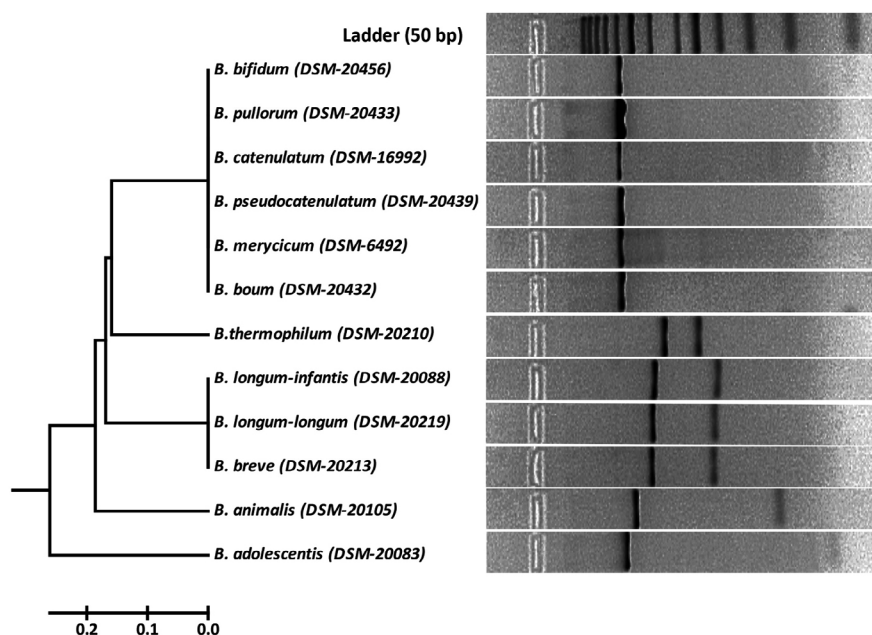 Ladder (50 bp)
B. bifidum (DSM-20456)
B. pullorum (DSM-20433)
B. catenulatum (DSM-16992)
B. pseudocatenulatum (DSM-20439)
B. merycicum (DSM-6492)
B. boum (DSM-20432)
B.thermophilum (DSM-20210)
B. longum-infantis (DSM-20088)
B. longum-longum (DSM-20219)
B. breve (DSM-20213)
B. animalis (DSM-20105)
B. adolescentis (DSM-20083)
0.2 0.1 0.0